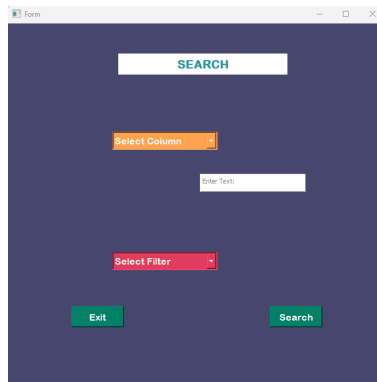 Form
SEARCH
Select Column
Enter Text:
Select Filter
Exit
Search